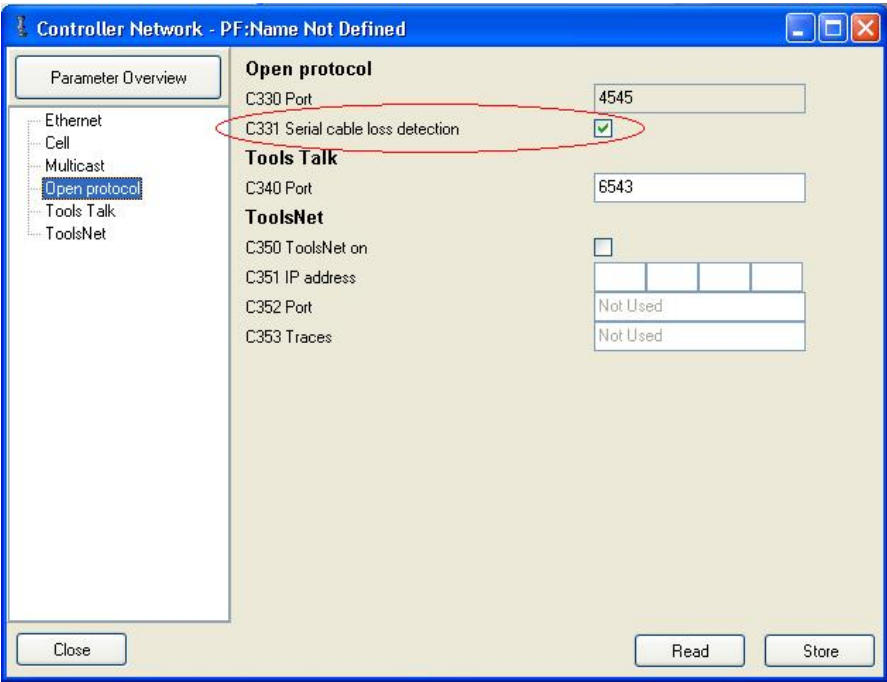 Controller Network - PF:Name Not Defined
Parameter Overview
Ethernet
Cell
Multicast
Open protocol
Tools Talk
ToolsNet
Open protocol
C330 Port 4545
C331 Serial cable loss detection
Tools Talk
C340 Port 6543
ToolsNet
C350 ToolsNet on
C351 IP address
C352 Port Not Used
C353 Traces Not Used
Close Read Store